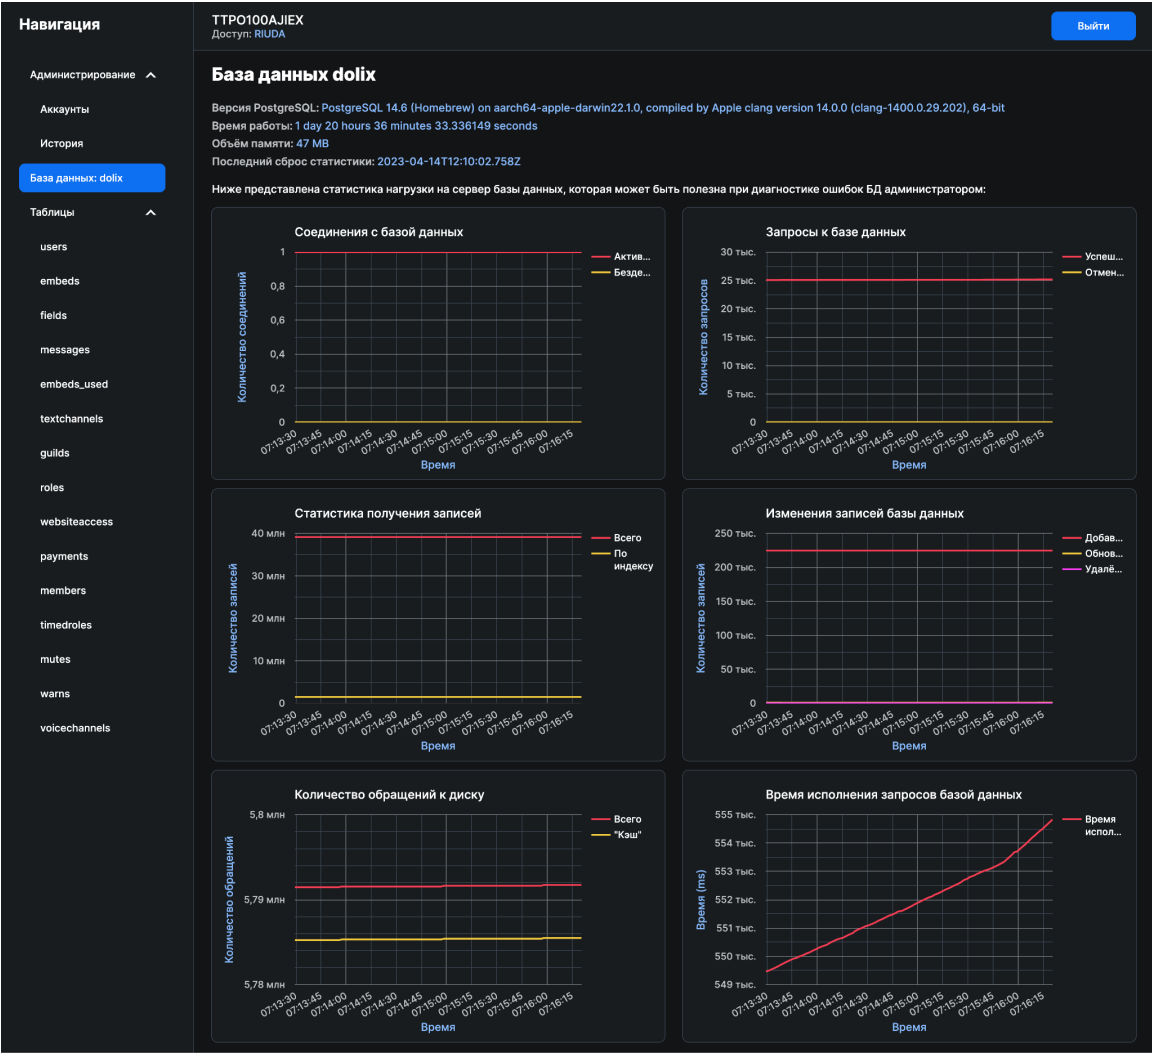 Навигация
Администрирование
Аккаунты
История
База данных: dolix
Таблицы
users
embeds
fields
messages
embeds_used
textchannels
guilds
roles
websiteaccess
payments
members
timedroles
mutes
warns
voicechannels
TTPO100AJIEX
Доступ: RIUDA
Выйти
База данных dolix
Версия PostgreSQL: PostgreSQL 14.6 (Homebrew) on aarch64-apple-darwin22.1.0, compiled by Apple clang version 14.0.0 (clang-1400.0.29.202), 64-bit
Время работы: 1 day 20 hours 36 minutes 33.336149 seconds
Объём памяти: 47 MB
Последний сброс статистики: 2023-04-14T12:10:02.758Z
Ниже представлена статистика нагрузки на сервер базы данных, которая может быть полезна при диагностике ошибок БД администратором:
Соединения с базой данных
Количество соединений
1
0,8
0,6
0,4
0,2
0
07:13:30 07:13:45 07:14:00 07:14:15 07:14:30 07:14:45 07:15:00 07:15:15 07:15:30 07:15:45 07:16:00 07:16:15
Время
Актив...
Безде...
Запросы к базе данных
Количество запросов
30 тыс.
25 тыс.
20 тыс.
15 тыс.
10 тыс.
5 тыс.
0
07:13:30 07:13:45 07:14:00 07:14:15 07:14:30 07:14:45 07:15:00 07:15:15 07:15:30 07:15:45 07:16:00 07:16:15
Время
Успеш...
Отмен...
Статистика получения записей
Количество записей
40 млн
30 млн
20 млн
10 млн
0
07:13:30 07:13:45 07:14:00 07:14:15 07:14:30 07:14:45 07:15:00 07:15:15 07:15:30 07:15:45 07:16:00 07:16:15
Время
Всего
По
индексу
Изменения записей базы данных
Количество записей
250 тыс.
200 тыс.
150 тыс.
100 тыс.
50 тыс.
0
07:13:30 07:13:45 07:14:00 07:14:15 07:14:30 07:14:45 07:15:00 07:15:15 07:15:30 07:15:45 07:16:00 07:16:15
Время
Добав...
Обнов...
Удалё...
Количество обращений к диску
Количество обращений
5,8 млн
5,79 млн
5,78 млн
07:13:30 07:13:45 07:14:00 07:14:15 07:14:30 07:14:45 07:15:00 07:15:15 07:15:30 07:15:45 07:16:00 07:16:15
Время
Всего
"Кэш"
Время исполнения запросов базой данных
Время (ms)
555 тыс.
554 тыс.
553 тыс.
552 тыс.
551 тыс.
550 тыс.
549 тыс.
07:13:30 07:13:45 07:14:00 07:14:15 07:14:30 07:14:45 07:15:00 07:15:15 07:15:30 07:15:45 07:16:00 07:16:15
Время
Время
испол...